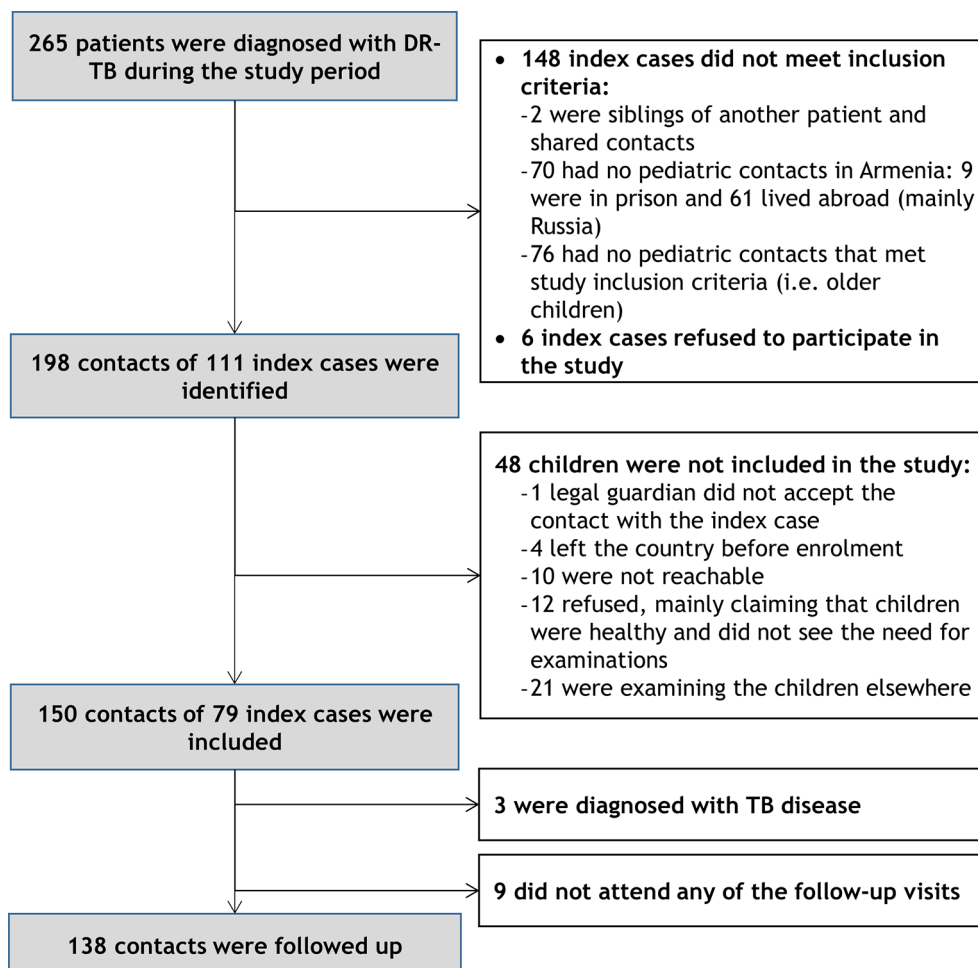 265 patients were diagnosed with DR-
TB during the study period
• 148 index cases did not meet inclusion
criteria:
-2 were siblings of another patient and
shared contacts
-70 had no pediatric contacts in Armenia: 9
were in prison and 61 lived abroad (mainly
Russia)
-76 had no pediatric contacts that met
study inclusion criteria (i.e. older
children)
• 6 index cases refused to participate in
the study
198 contacts of 111 index cases were
identified
48 children were not included in the study:
-1 legal guardian did not accept the
contact with the index case
-4 left the country before enrolment
-10 were not reachable
-12 refused, mainly claiming that children
were healthy and did not see the need for
examinations
-21 were examining the children elsewhere
150 contacts of 79 index cases were
included
3 were diagnosed with TB disease
9 did not attend any of the follow-up visits
138 contacts were followed up